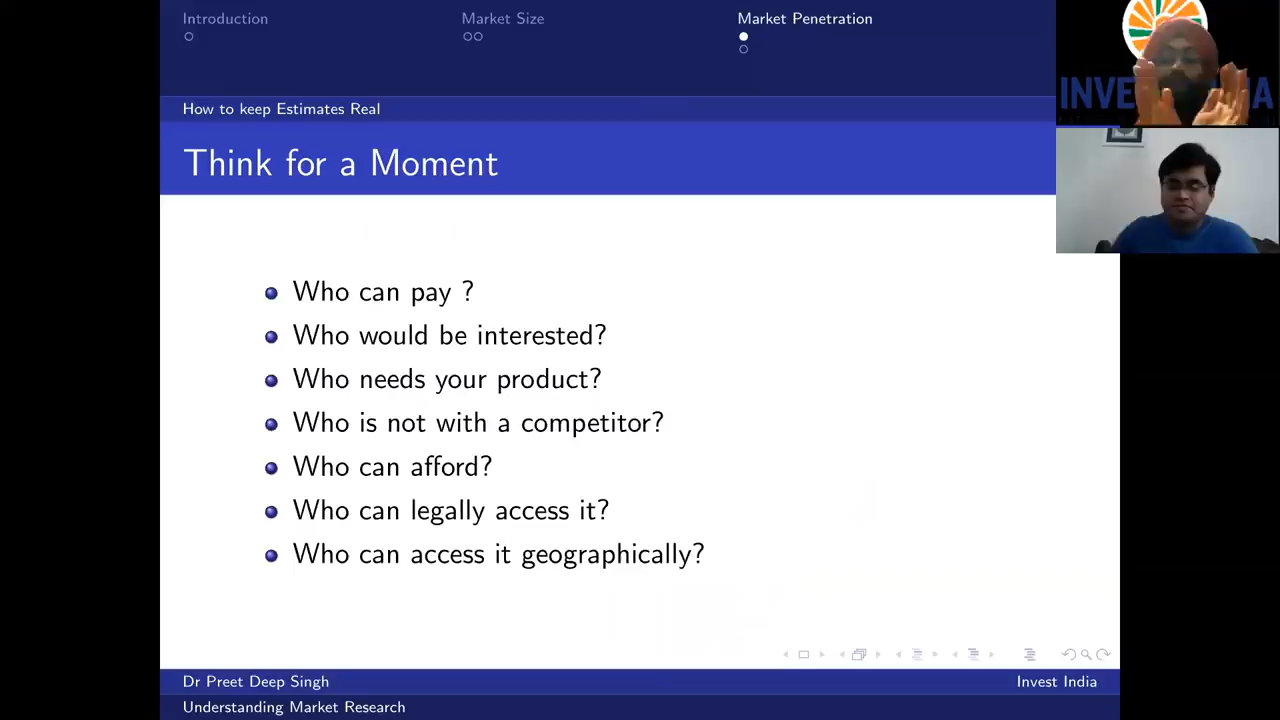 Introduction
Market Size
Market Penetration
How to keep Estimates Real
Think for a Moment
Who can pay ?
Who would be interested?
Who needs your product?
Who is not with a competitor?
Who can afford?
Who can legally access it?
Who can access it geographically?
Dr Preet Deep Singh
Invest India
Understanding Market Research